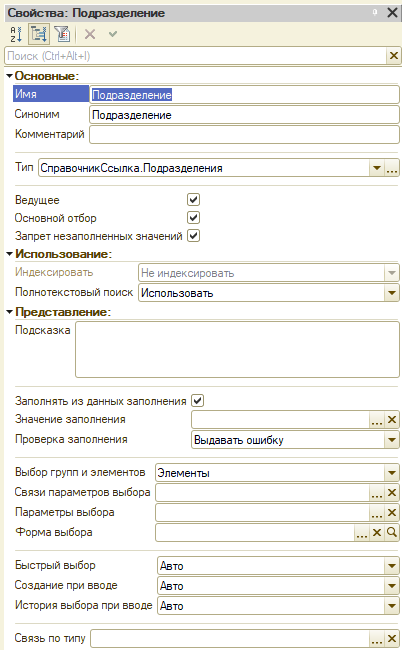 Свойства: Подразделение
Поиск (Ctrl+Alt+I)
Основные:
Имя Подразделение
Синоним Подразделение
Комментарий
Тип СправочникСсылка.Подразделения
Ведущее
Основной отбор
Запрет незаполненных значений
Использование:
Индексировать Не индексировать
Полнотекстовый поиск Использовать
Представление:
Подсказка
Заполнять из данных заполнения
Значение заполнения
Проверка заполнения Выдавать ошибку
Выбор групп и элементов Элементы
Связи параметров выбора
Параметры выбора
Форма выбора
Быстрый выбор Авто
Создание при вводе Авто
История выбора при вводе Авто
Связь по типу